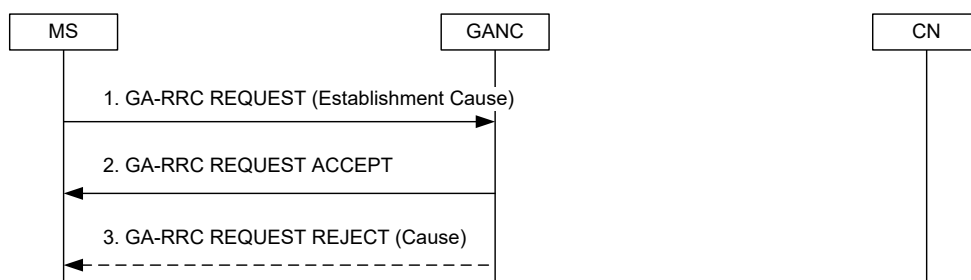 MS
GANC
CN
1. GA-RRC REQUEST (Establishment Cause)
2. GA-RRC REQUEST ACCEPT
3. GA-RRC REQUEST REJECT (Cause)